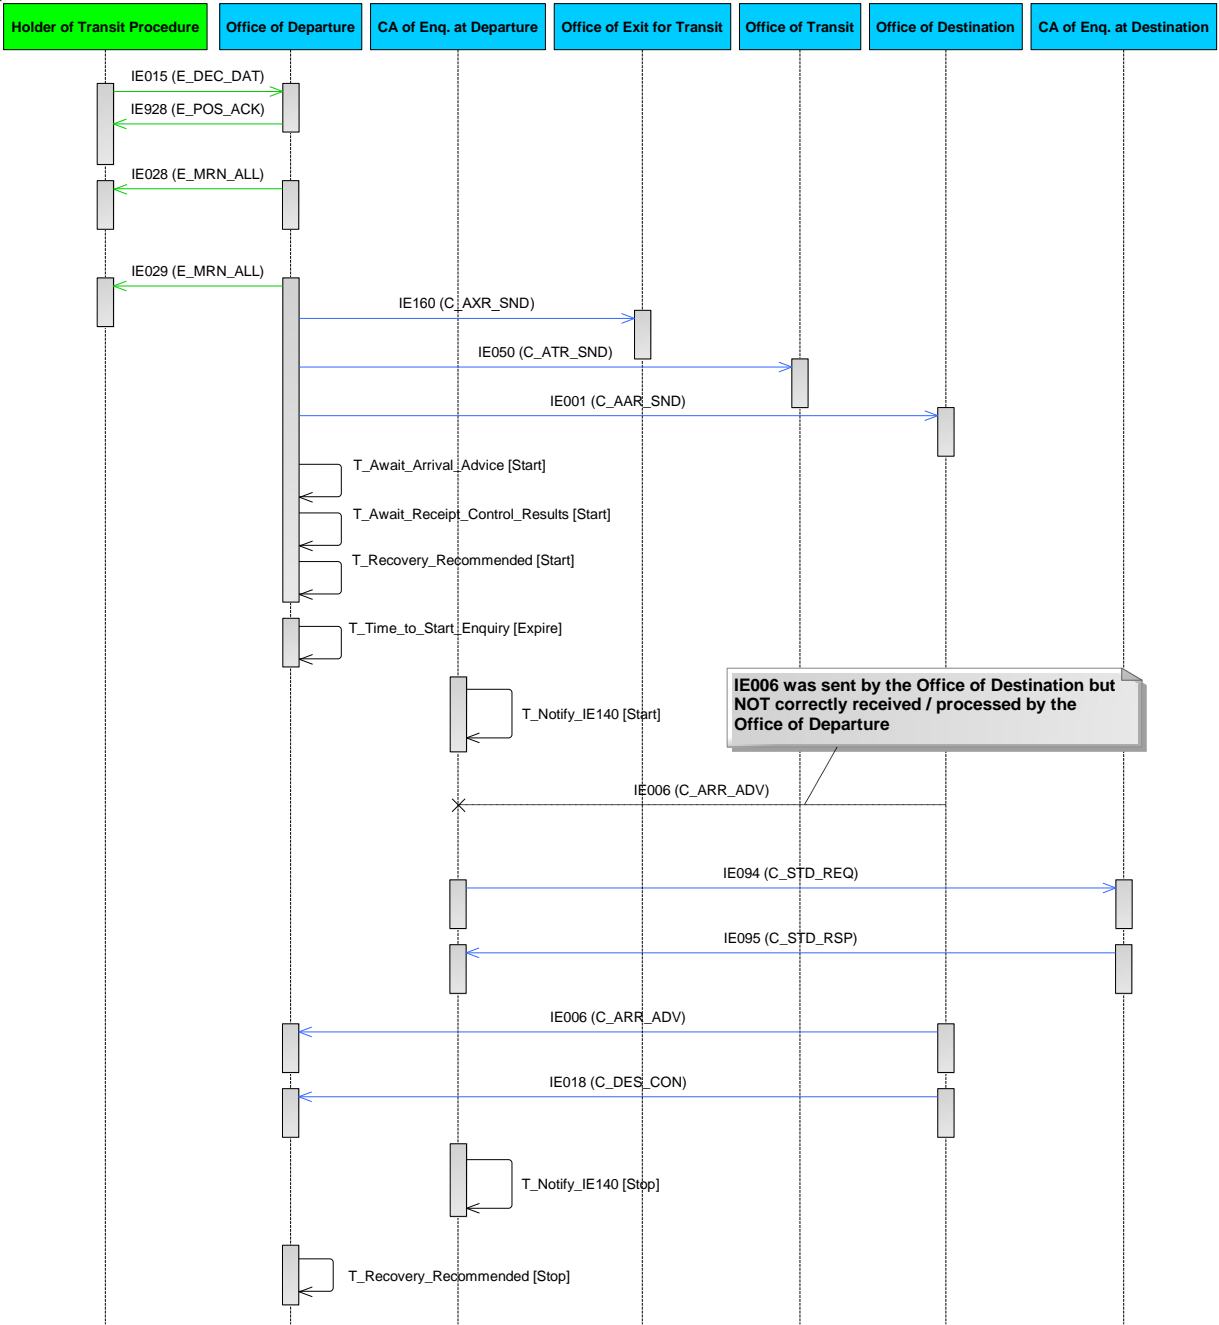 Holder of Transit Procedure
Office of Departure
CA of Enq. at Departure
Office of Exit for Transit
Office of Transit
Office of Destination
CA of Enq. at Destination
IE015 (E_DEC_DAT)
IE928 (E_POS_ACK)
IE028 (E_MRN_ALL)
IE029 (E_MRN_ALL)
IE160 (C_AXR_SND)
IE050 (C_ATR_SND)
IE001 (C_AAR_SND)
T_Await_Arrival_Advice [Start]
T_Await_Receipt_Control_Results [Start]
T_Recovery_Recommended [Start]
T_Time_to_Start_Enquiry [Expire]
IE006 was sent by the Office of Destination but
NOT correctly received / processed by the
Office of Departure
T_Notify_IE140 [Start]
IE006 (C_ARR_ADV)
IE094 (C_STD_REQ)
IE095 (C_STD_RSP)
IE006 (C_ARR_ADV)
IE018 (C_DES_CON)
T_Notify_IE140 [Stop]
T_Recovery_Recommended [Stop]